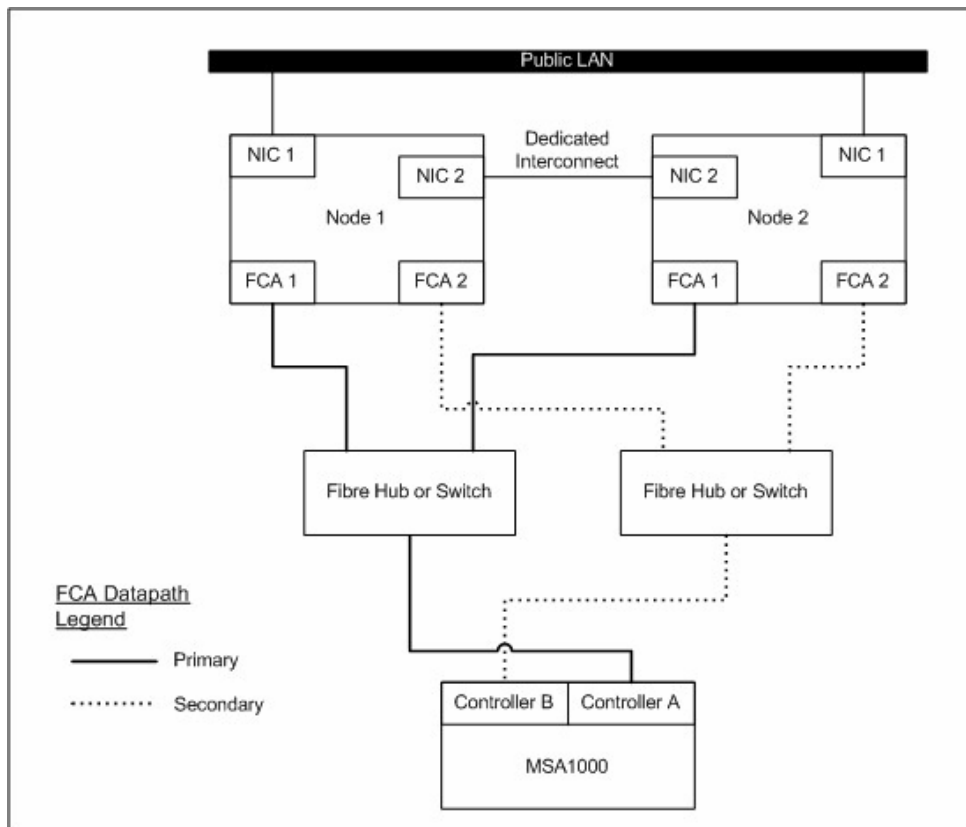 Public LAN
NIC 1
Dedicated
Interconnect
NIC 1
NIC 2
NIC 2
Node 1
Node 2
FCA 1
FCA 2
FCA 1
FCA 2
Fibre Hub or Switch
Fibre Hub or Switch
FCA Datapath
Legend
Primary
Secondary
Controller B
Controller A
MSA1000